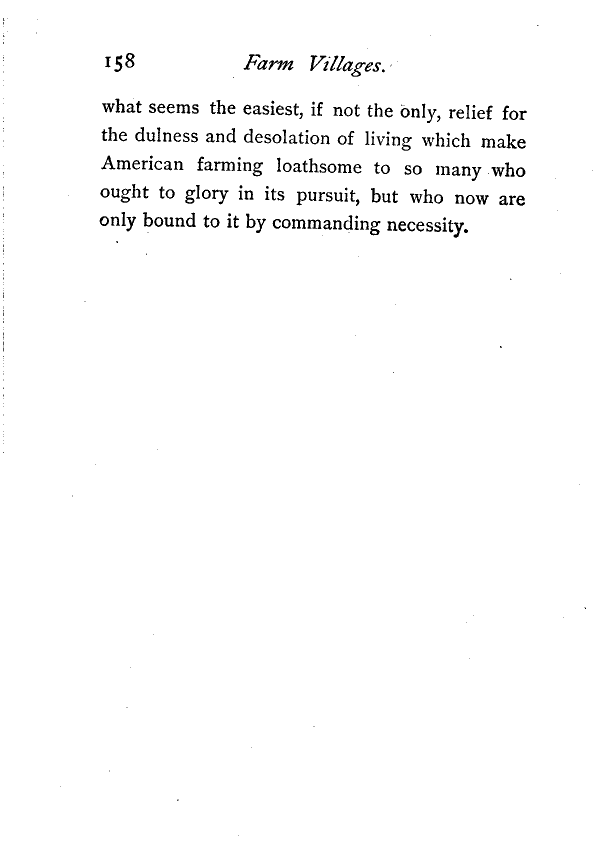 158 Farm Villages.
what seems the easiest, if not the only, relief for
the dulness and desolation of living which make
American farming loathsome to so many who
ought to glory in its pursuit, but who now are
only bound to it by commanding necessity.